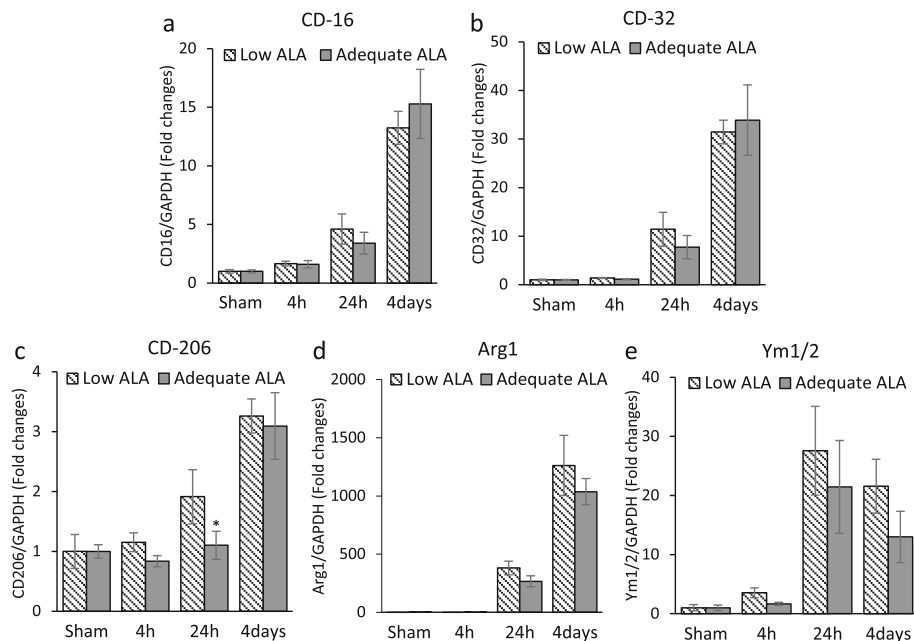 a
CD-16
Low ALA Adequate ALA
CD16/GAPDH (Fold changes)
20
15
10
5
0
Sham 4h 24h 4days
b
CD-32
Low ALA Adequate ALA
CD32/GAPDH (Fold changes)
50
40
30
20
10
0
Sham 4h 24h 4days
c
CD-206
Low ALA Adequate ALA
CD206/GAPDH (Fold changes)
4
3
2
1
0
*
Sham 4h 24h 4days
d
Arg1
Low ALA Adequate ALA
Arg1/GAPDH (Fold changes)
2000
1500
1000
500
0
Sham 4h 24h 4days
e
Ym1/2
Low ALA Adequate ALA
Ym1/2/GAPDH (Fold changes)
40
30
20
10
0
Sham 4h 24h 4days